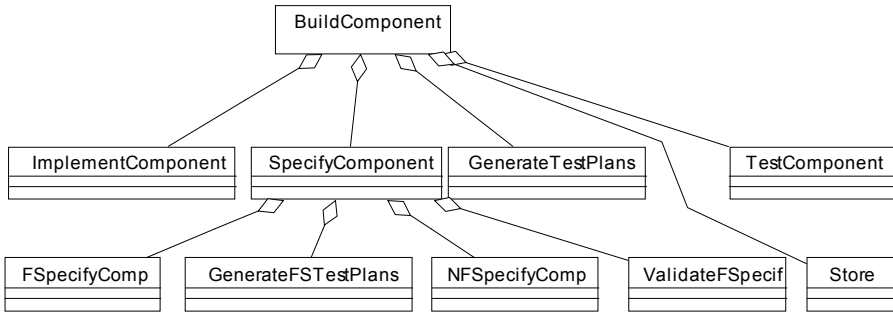 BuildComponent
ImplementComponent
SpecifyComponent
GenerateTestPlans
TestComponent
FSpecifyComp
GenerateFSTestPlans
NFSpecifyComp
ValidateFSpecif
Store